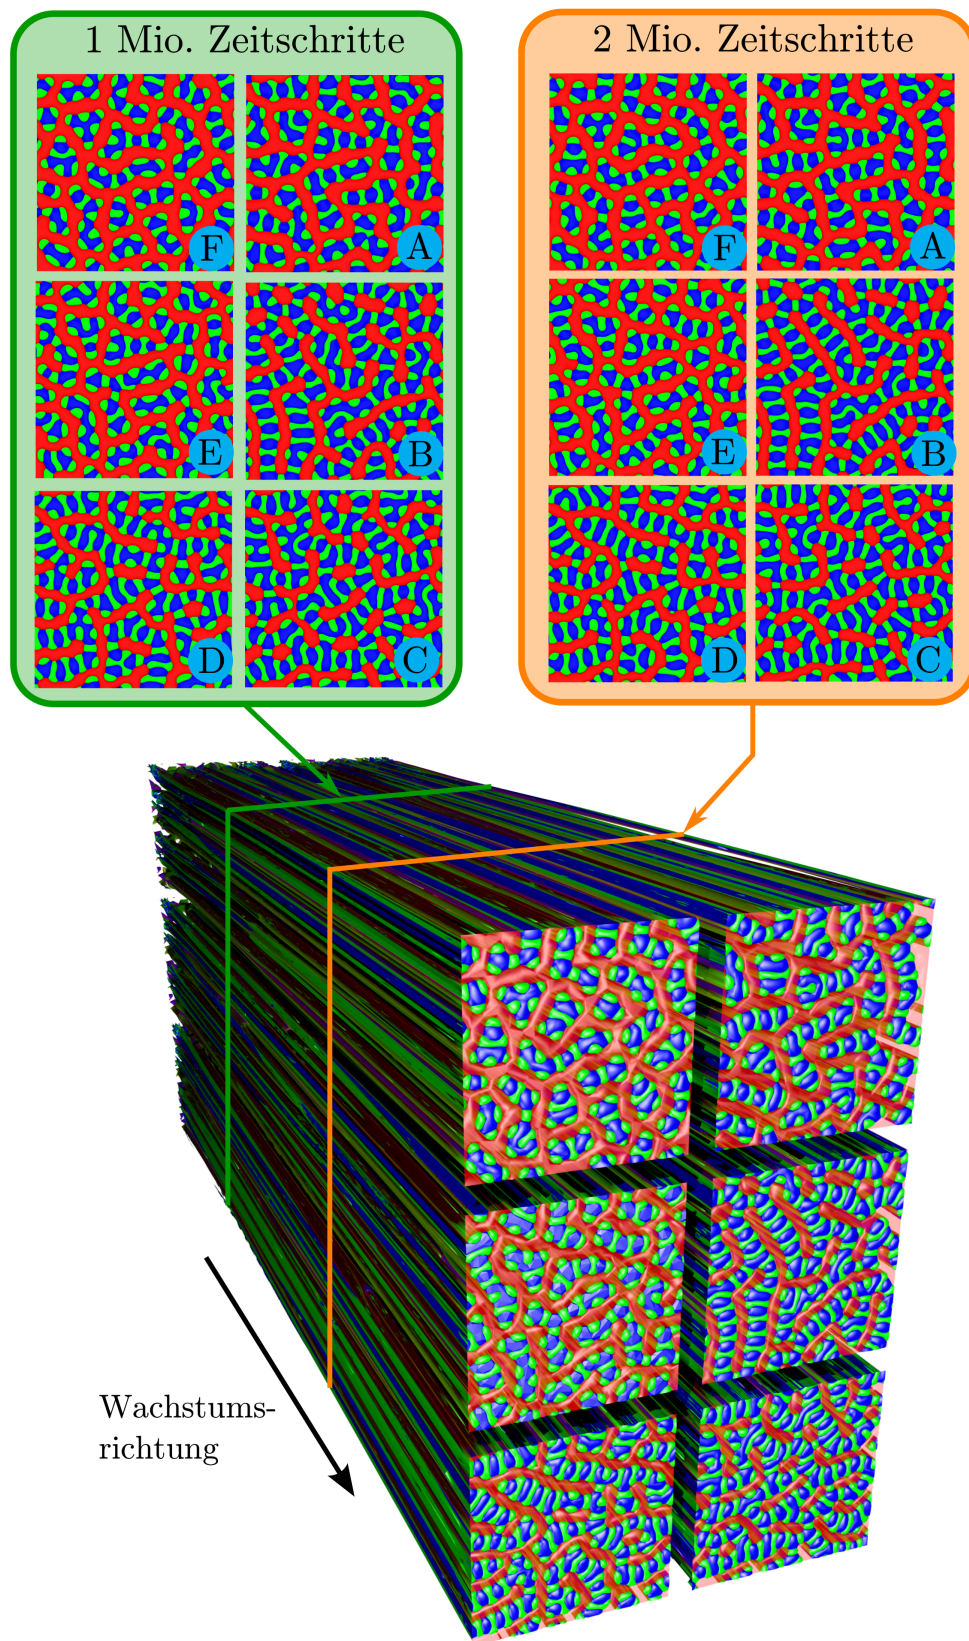 1 Mio. Zeitschritte
F
A
E
B
D
C
2 Mio. Zeitschritte
F
A
E
B
D
C
Wachstums-
richtung